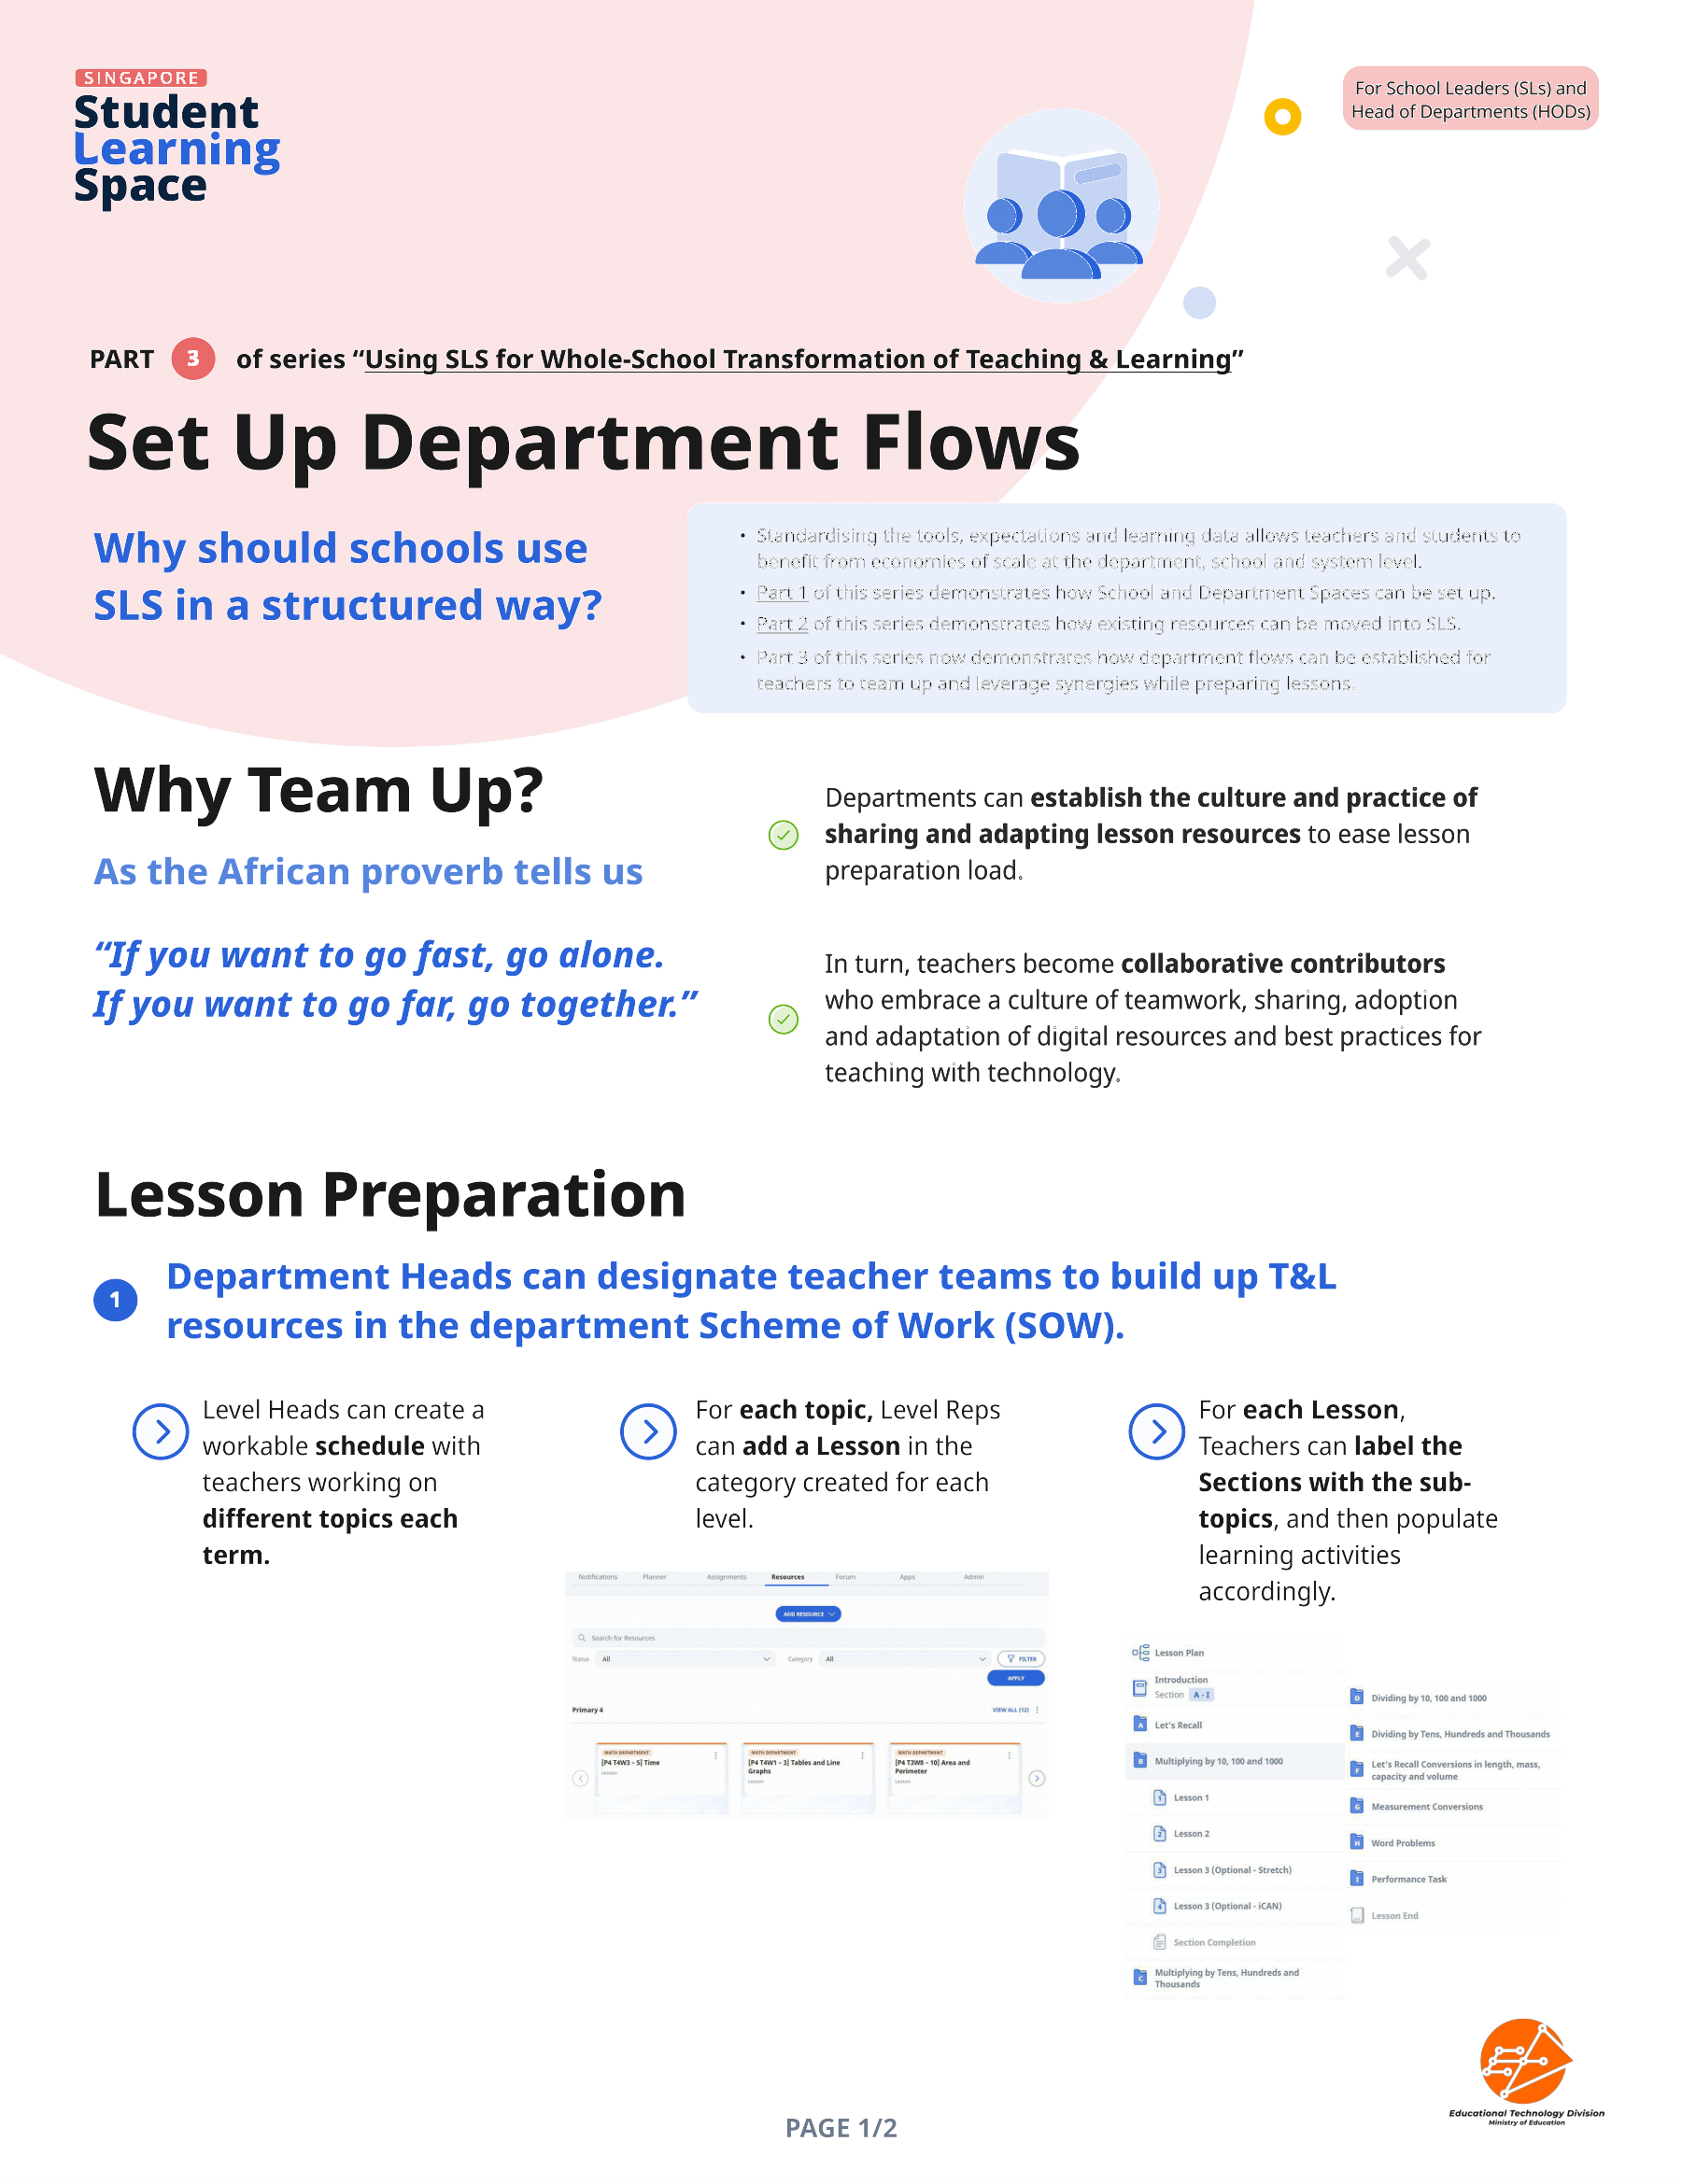 SINGAPORE
Student
Learning
Space
For School Leaders (SLs) and
Head of Departments (HODs)
PART 3 of series “Using SLS for Whole-School Transformation of Teaching & Learning”
Set Up Department Flows
Why should schools use
SLS in a structured way?
• Standardising the tools, expectations and learning data allows teachers and students to
benefit from economies of scale at the department, school and system level.
• Part 1 of this series demonstrates how School and Department Spaces can be set up.
• Part 2 of this series demonstrates how existing resources can be moved into SLS.
• Part 3 of this series now demonstrates how department flows can be established for
teachers to team up and leverage synergies while preparing lessons.
Why Team Up?
As the African proverb tells us
“If you want to go fast, go alone.
If you want to go far, go together.”
Departments can establish the culture and practice of
sharing and adapting lesson resources to ease lesson
preparation load.
In turn, teachers become collaborative contributors
who embrace a culture of teamwork, sharing, adoption
and adaptation of digital resources and best practices for
teaching with technology.
Lesson Preparation
1
Department Heads can designate teacher teams to build up T&L
resources in the department Scheme of Work (SOW).
Level Heads can create a
workable schedule with
teachers working on
different topics each
term.
For each topic, Level Reps
can add a Lesson in the
category created for each
level.
Notifications Planner Assignments Resources Forum Apps Admin
ADD RESOURCE
Search for Resources
Status All Category All FILTER
APPLY
Primary 4 VIEW ALL (12)
MATH DEPARTMENT
[P4 T4W3 - 5] Time
Lesson
MATH DEPARTMENT
[P4 T4W1 - 3] Tables and Line
Graphs
Lesson
MATH DEPARTMENT
[P4 T3W8 - 10] Area and
Perimeter
Lesson
For each Lesson,
Teachers can label the
Sections with the sub-
topics, and then populate
learning activities
accordingly.
Lesson Plan
Introduction
Section A - I
A Let's Recall
B Multiplying by 10, 100 and 1000
1 Lesson 1
2 Lesson 2
3 Lesson 3 (Optional - Stretch)
4 Lesson 3 (Optional - iCAN)
Section Completion
C Multiplying by Tens, Hundreds and
Thousands
D Dividing by 10, 100 and 1000
E Dividing by Tens, Hundreds and Thousands
F Let's Recall Conversions in length, mass,
capacity and volume
G Measurement Conversions
H Word Problems
I Performance Task
Lesson End
Educational Technology Division
Ministry of Education
PAGE 1/2